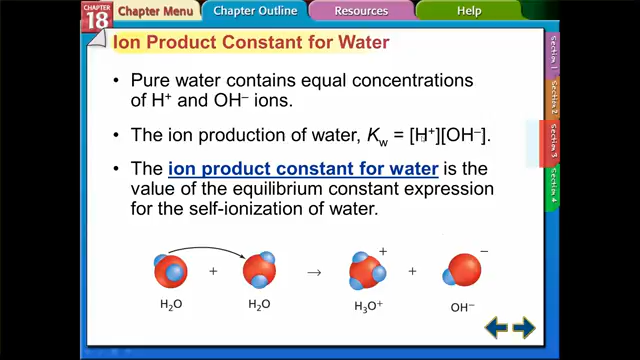 CHAPTER
18
Chapter Menu
Chapter Outline
Resources
Help
Ion Product Constant for Water
• Pure water contains equal concentrations
of H⁺ and OH⁻ ions.
• The ion production of water, Kw = [H⁺][OH⁻].
• The ion product constant for water is the
value of the equilibrium constant expression
for the self-ionization of water.
+ → + + −
H₂O H₂O H₃O⁺ OH⁻
Section 1
Section 2
Section 3
Section 4